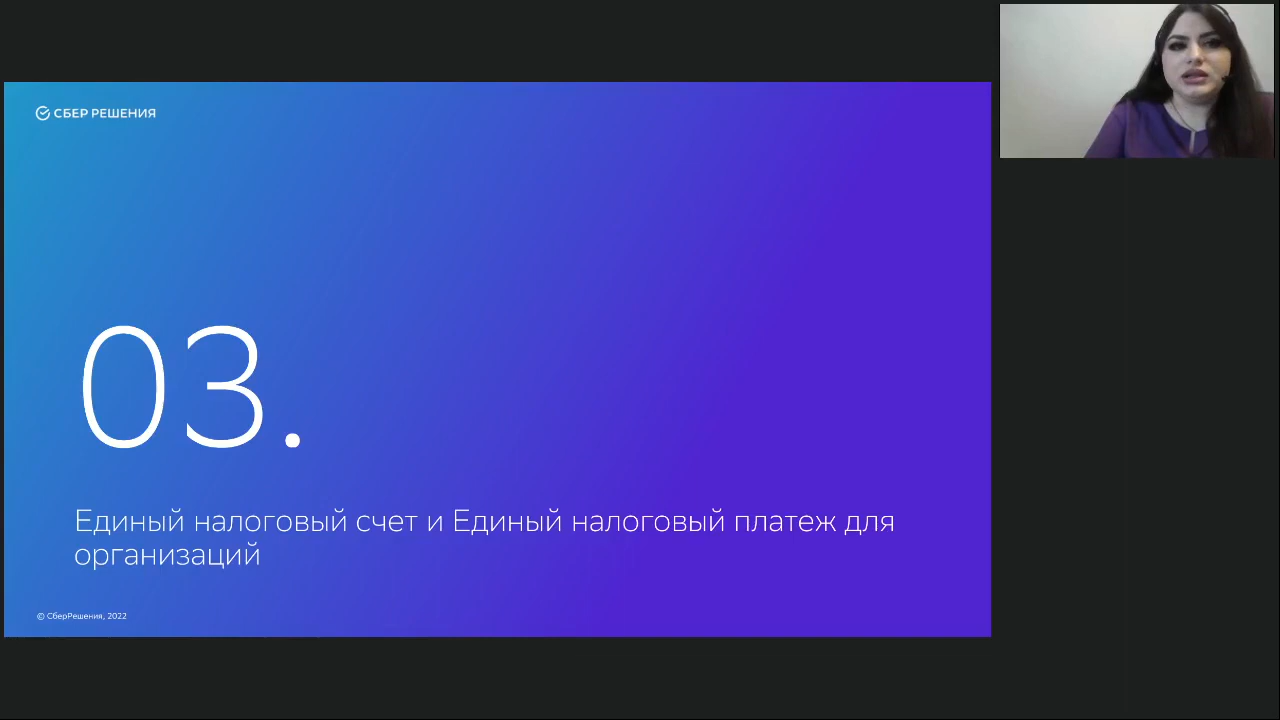 СБЕР РЕШЕНИЯ
03.
Единый налоговый счет и Единый налоговый платеж для
организаций
© СберРешения, 2022